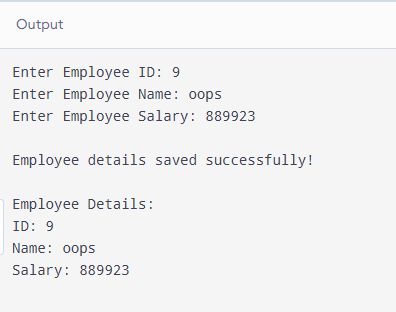 Output
Enter Employee ID: 9
Enter Employee Name: oops
Enter Employee Salary: 889923
Employee details saved successfully!
Employee Details:
ID: 9
Name: oops
Salary: 889923